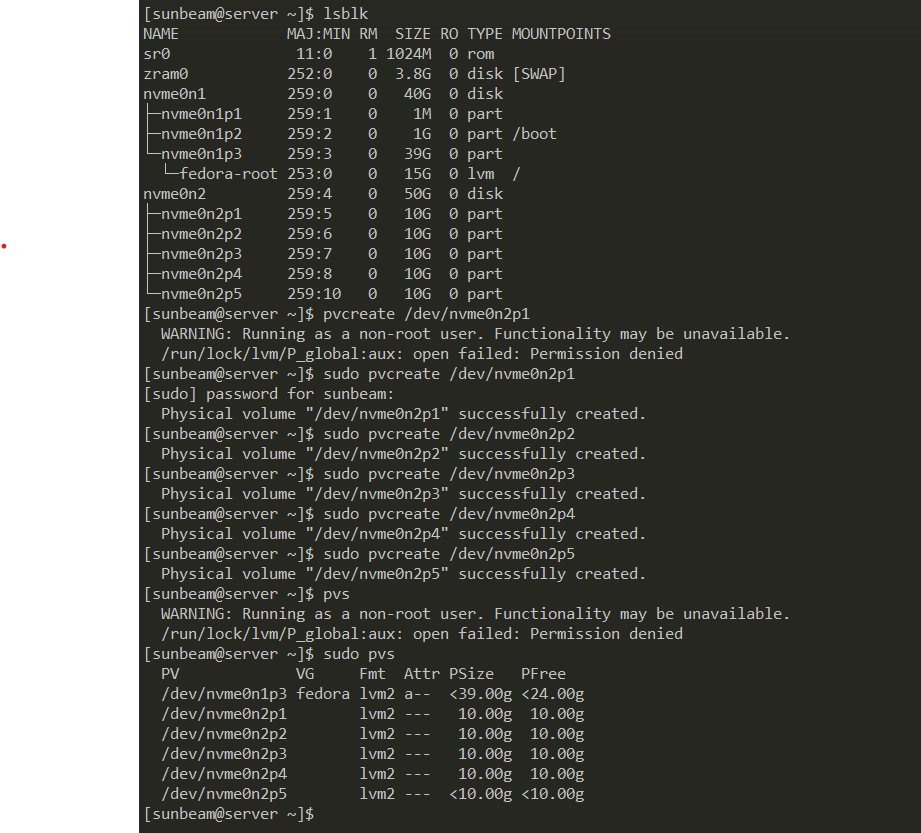 [sunbeam@server ~]$ lsblk
NAME            MAJ:MIN RM  SIZE RO TYPE MOUNTPOINTS
sr0              11:0    1 1024M  0 rom
zram0           252:0    0  3.8G  0 disk [SWAP]
nvme0n1         259:0    0   40G  0 disk
├─nvme0n1p1     259:1    0    1M  0 part
├─nvme0n1p2     259:2    0    1G  0 part /boot
└─nvme0n1p3     259:3    0   39G  0 part
  └─fedora-root 253:0    0   15G  0 lvm  /
nvme0n2         259:4    0   50G  0 disk
├─nvme0n2p1     259:5    0   10G  0 part
├─nvme0n2p2     259:6    0   10G  0 part
├─nvme0n2p3     259:7    0   10G  0 part
├─nvme0n2p4     259:8    0   10G  0 part
└─nvme0n2p5     259:10   0   10G  0 part
[sunbeam@server ~]$ pvcreate /dev/nvme0n2p1
  WARNING: Running as a non-root user. Functionality may be unavailable.
  /run/lock/lvm/P_global:aux: open failed: Permission denied
[sunbeam@server ~]$ sudo pvcreate /dev/nvme0n2p1
[sudo] password for sunbeam:
  Physical volume "/dev/nvme0n2p1" successfully created.
[sunbeam@server ~]$ sudo pvcreate /dev/nvme0n2p2
  Physical volume "/dev/nvme0n2p2" successfully created.
[sunbeam@server ~]$ sudo pvcreate /dev/nvme0n2p3
  Physical volume "/dev/nvme0n2p3" successfully created.
[sunbeam@server ~]$ sudo pvcreate /dev/nvme0n2p4
  Physical volume "/dev/nvme0n2p4" successfully created.
[sunbeam@server ~]$ sudo pvcreate /dev/nvme0n2p5
  Physical volume "/dev/nvme0n2p5" successfully created.
[sunbeam@server ~]$ pvs
  WARNING: Running as a non-root user. Functionality may be unavailable.
  /run/lock/lvm/P_global:aux: open failed: Permission denied
[sunbeam@server ~]$ sudo pvs
  PV             VG     Fmt  Attr PSize   PFree
  /dev/nvme0n1p3 fedora lvm2 a--  <39.00g <24.00g
  /dev/nvme0n2p1        lvm2 ---   10.00g  10.00g
  /dev/nvme0n2p2        lvm2 ---   10.00g  10.00g
  /dev/nvme0n2p3        lvm2 ---   10.00g  10.00g
  /dev/nvme0n2p4        lvm2 ---   10.00g  10.00g
  /dev/nvme0n2p5        lvm2 ---  <10.00g <10.00g
[sunbeam@server ~]$